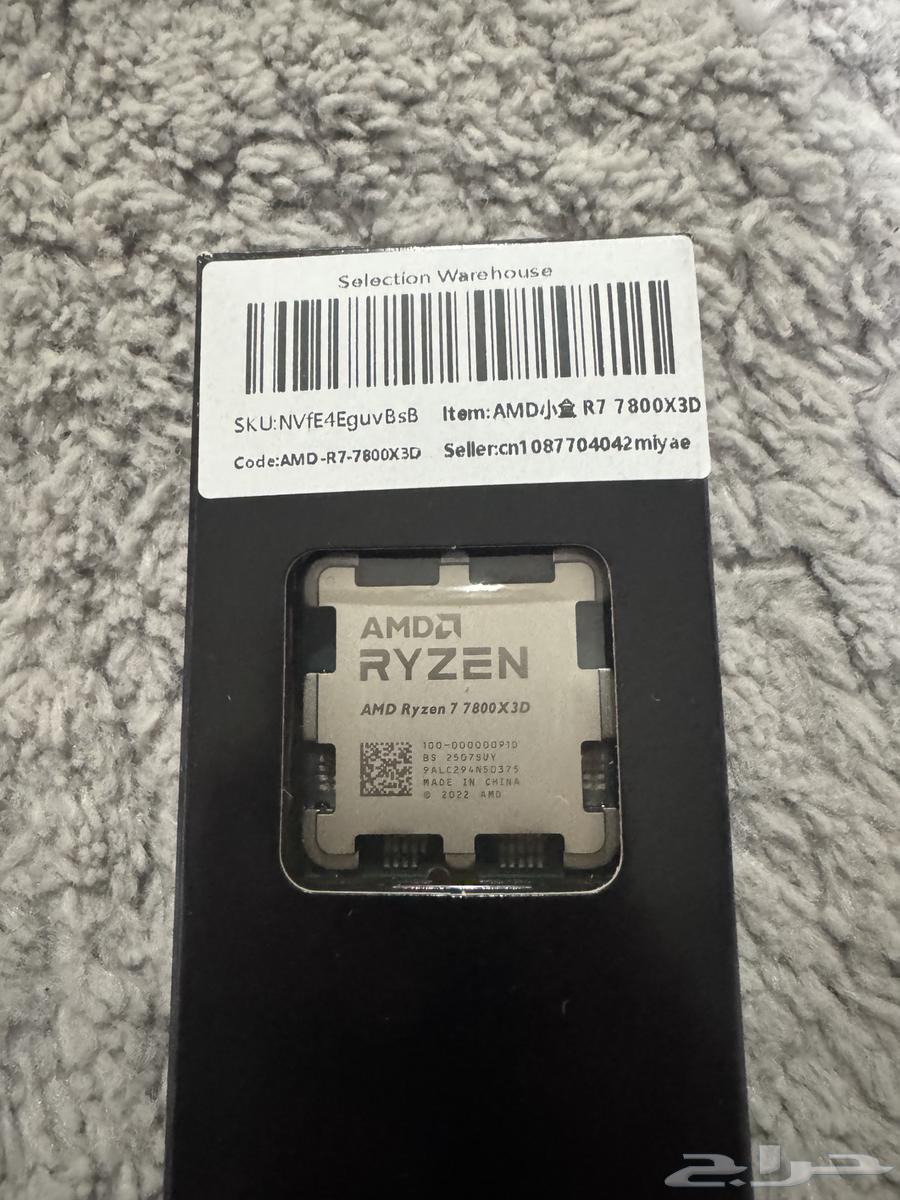 Selection Warehouse
SKU:NVfE4EguvBsB Item:AMD小盒 R7 7800X3D
Code:AMD-R7-7800X3D Seller:cn1087704042miyae
AMD
RYZEN
AMD Ryzen 7 7800X3D
100-000000910
BS 2507SUY
9ALC294N50375
MADE IN CHINA
© 2022 AMD
حراج